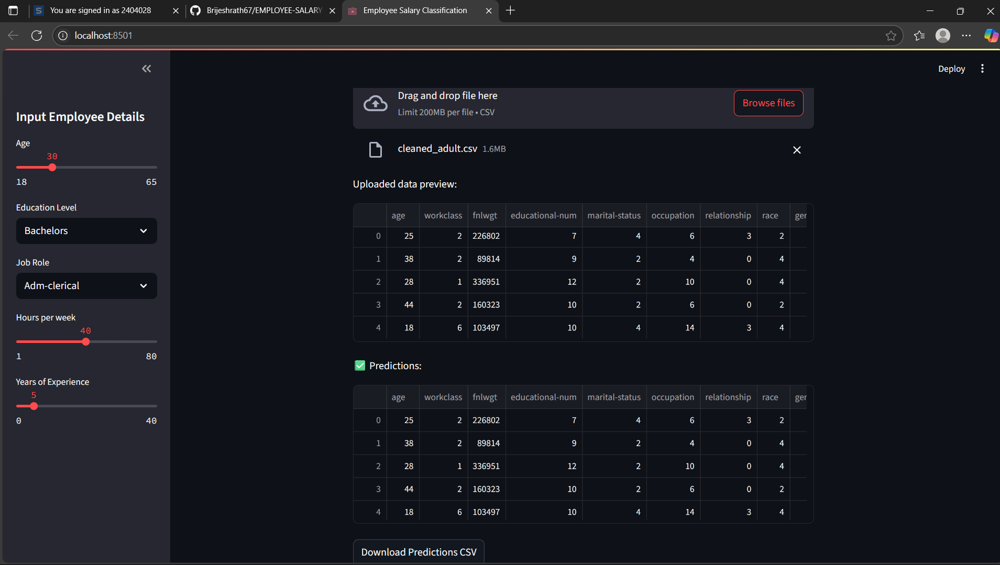 You are signed in as 2404028
Brijeshrath67/EMPLOYEE-SALARY
Employee Salary Classification
localhost:8501
Deploy
Input Employee Details
Age
30
18 65
Education Level
Bachelors
Job Role
Adm-clerical
Hours per week
40
1 80
Years of Experience
5
0 40
Drag and drop file here
Limit 200MB per file • CSV
Browse files
cleaned_adult.csv 1.6MB
Uploaded data preview:
age workclass fnlwgt educational-num marital-status occupation relationship race ger
0 25 2 226802 7 4 6 3 2
1 38 2 89814 9 2 4 0 4
2 28 1 336951 12 2 10 0 4
3 44 2 160323 10 2 6 0 2
4 18 6 103497 10 4 14 3 4
✅ Predictions:
age workclass fnlwgt educational-num marital-status occupation relationship race ger
0 25 2 226802 7 4 6 3 2
1 38 2 89814 9 2 4 0 4
2 28 1 336951 12 2 10 0 4
3 44 2 160323 10 2 6 0 2
4 18 6 103497 10 4 14 3 4
Download Predictions CSV